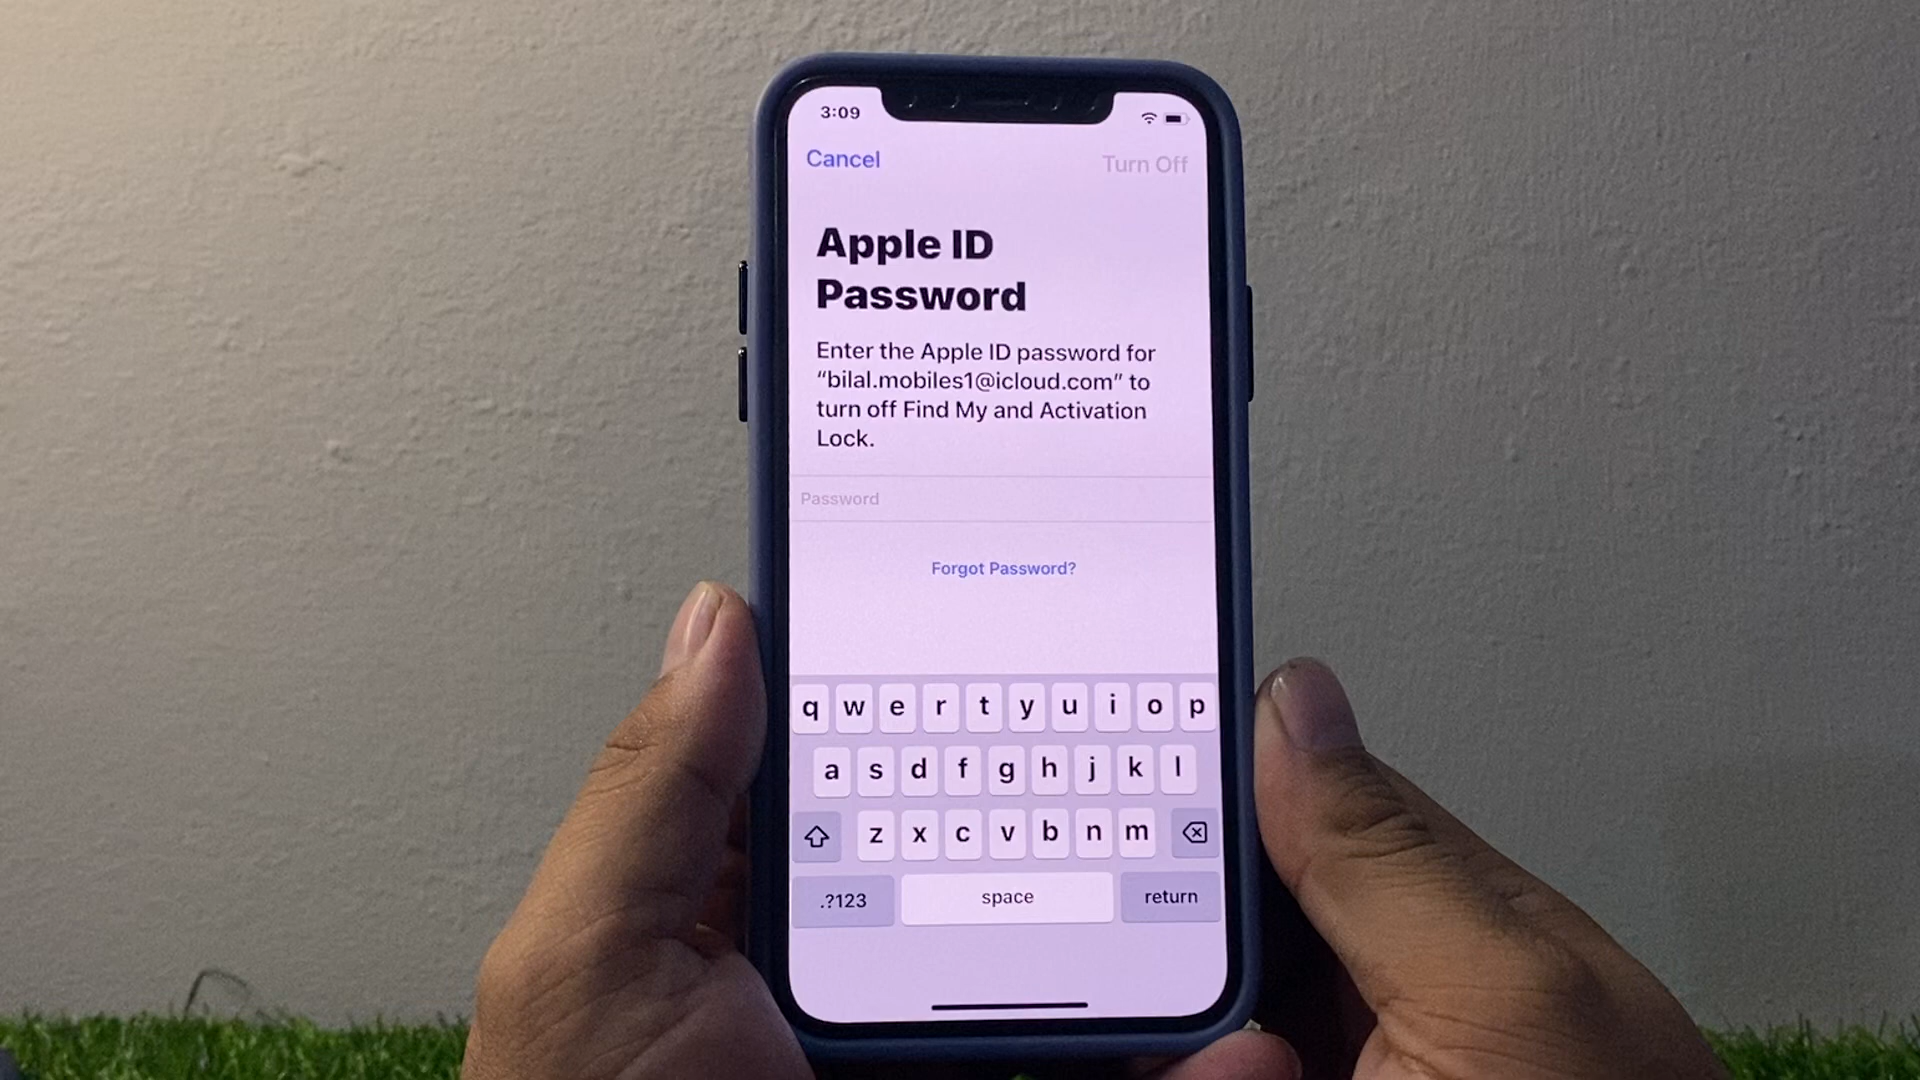 3:09
Cancel Turn Off
Apple ID
Password
Enter the Apple ID password for
“bilal.mobiles1@icloud.com” to
turn off Find My and Activation
Lock.
Password
Forgot Password?
q w e r t y u i o p
a s d f g h j k l
z x c v b n m
.?123 space return